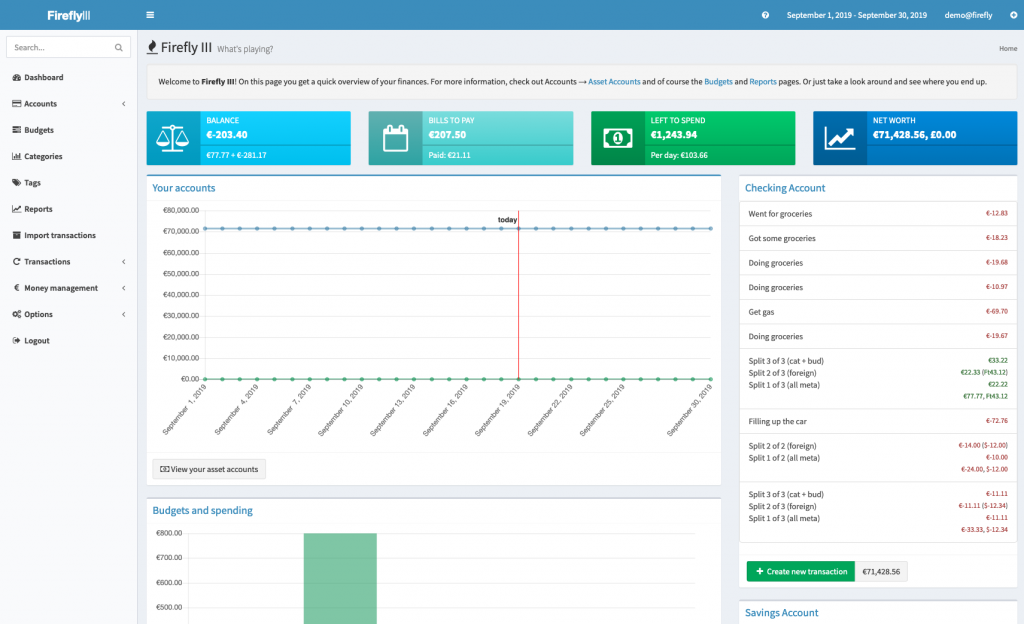 FireflyIII
September 1, 2019 - September 30, 2019
demo@firefly
Search...
Dashboard
Accounts
Budgets
Categories
Tags
Reports
Import transactions
Transactions
€ Money management
Options
Logout
Firefly III What's playing?
Home
Welcome to Firefly III! On this page you get a quick overview of your finances. For more information, check out Accounts → Asset Accounts and of course the Budgets and Reports pages. Or just take a look around and see where you end up.
BALANCE
€-203.40
€77.77 + €-281.17
BILLS TO PAY
€207.50
Paid: €21.11
LEFT TO SPEND
€1,243.94
Per day: €103.66
NET WORTH
€71,428.56, £0.00
Your accounts
€80,000.00
€70,000.00
€60,000.00
€50,000.00
€40,000.00
€30,000.00
€20,000.00
€10,000.00
€0.00
today
September 1, 2019
September 4, 2019
September 7, 2019
September 10, 2019
September 13, 2019
September 16, 2019
September 19, 2019
September 22, 2019
September 25, 2019
September 30, 2019
View your asset accounts
Budgets and spending
€800.00
€700.00
€600.00
€500.00
Checking Account
Went for groceries €-12.83
Got some groceries €-18.23
Doing groceries €-19.68
Doing groceries €-10.97
Get gas €-69.70
Doing groceries €-19.67
Split 3 of 3 (cat + bud) €33.22
Split 2 of 3 (foreign) €22.33 (Ft43.12)
Split 1 of 3 (all meta) €22.22
€77.77, Ft43.12
Filling up the car €-72.76
Split 2 of 2 (foreign) €-14.00 ($-12.00)
Split 1 of 2 (all meta) €-10.00
€-24.00, $-12.00
Split 3 of 3 (cat + bud) €-11.11
Split 2 of 3 (foreign) €-11.11 ($-12.34)
Split 1 of 3 (all meta) €-11.11
€-33.33, $-12.34
Create new transaction €71,428.56
Savings Account